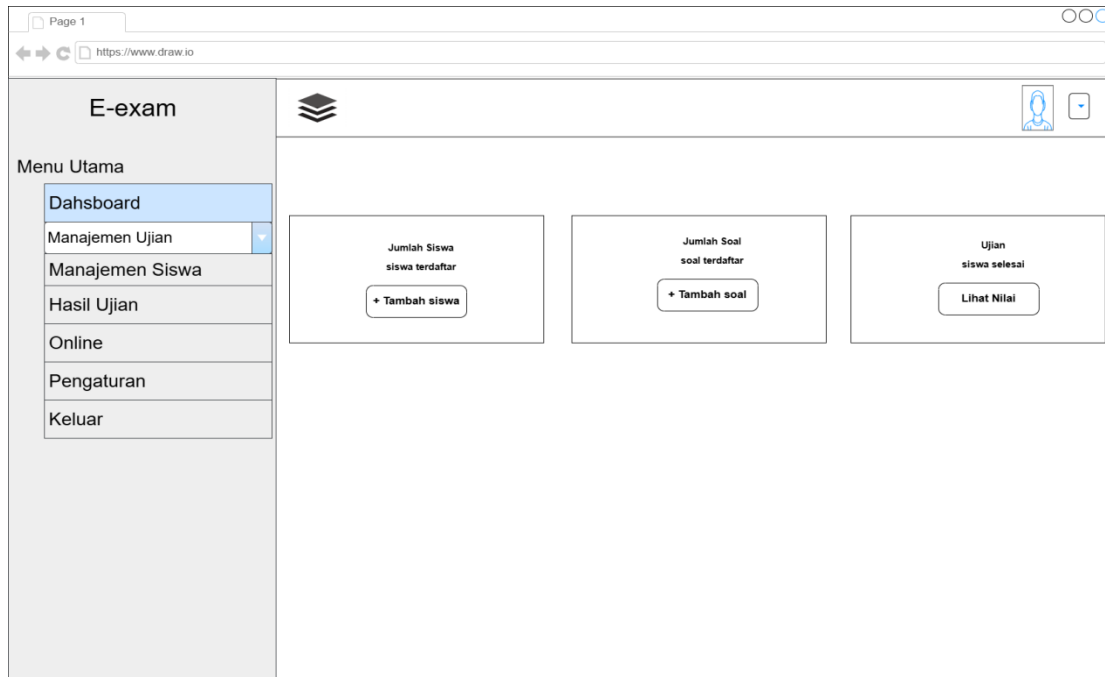 Page 1
https://www.draw.io
E-exam
Menu Utama
Dahsboard
Manajemen Ujian
Manajemen Siswa
Hasil Ujian
Online
Pengaturan
Keluar
Jumlah Siswa
siswa terdaftar
+ Tambah siswa
Jumlah Soal
soal terdaftar
+ Tambah soal
Ujian
siswa selesai
Lihat Nilai